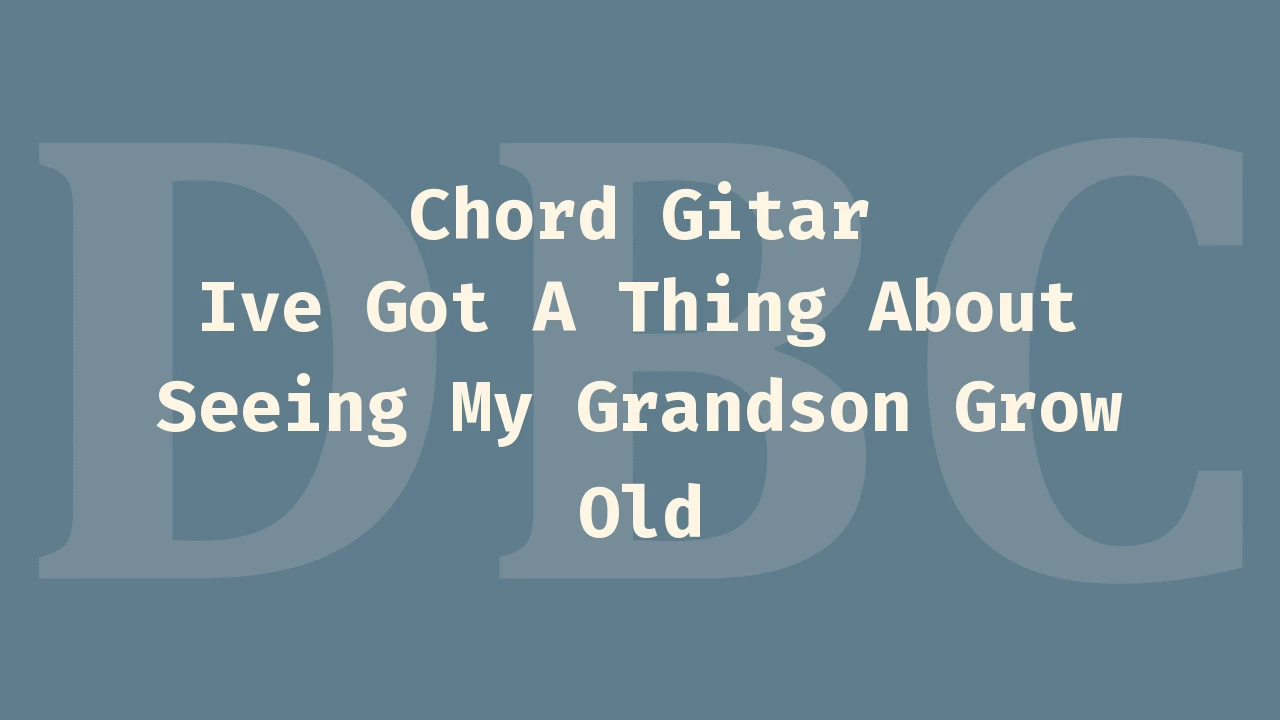 DBC
Chord Gitar
Ive Got A Thing About
Seeing My Grandson Grow
Old